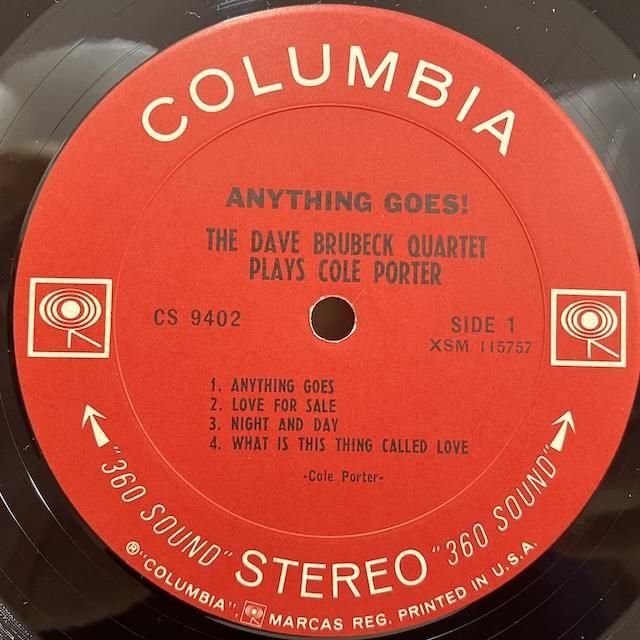 COLUMBIA
ANYTHING GOES!
THE DAVE BRUBECK QUARTET
PLAYS COLE PORTER
CS 9402
SIDE 1
XSM 115757
1. ANYTHING GOES
2. LOVE FOR SALE
3. NIGHT AND DAY
4. WHAT IS THIS THING CALLED LOVE
-Cole Porter-
"360 SOUND" STEREO "360 SOUND"
® "COLUMBIA", MARCAS REG. PRINTED IN U.S.A.